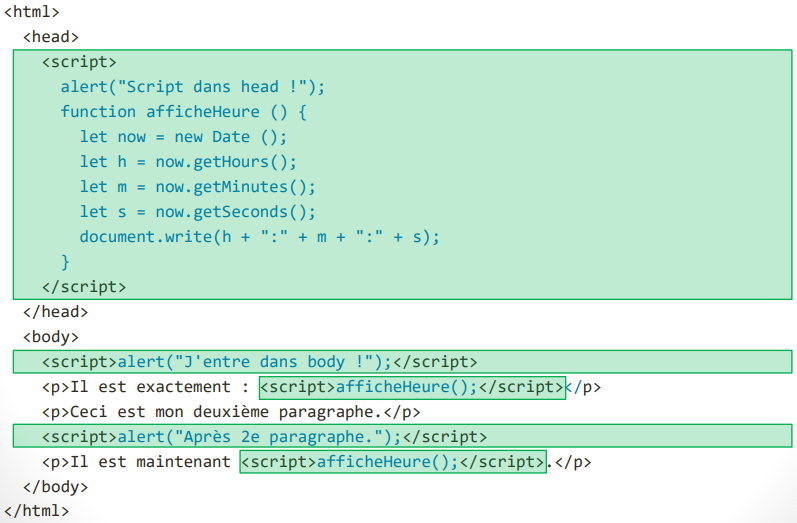 <html>
<head>
<script>
alert("Script dans head !");
function afficheHeure () {
let now = new Date ();
let h = now.getHours();
let m = now.getMinutes();
let s = now.getSeconds();
document.write(h + ":" + m + ":" + s);
}
</script>
</head>
<body>
<script>alert("J'entre dans body !");</script>
<p>Il est exactement : <script>afficheHeure();</script></p>
<p>Ceci est mon deuxième paragraphe.</p>
<script>alert("Après 2e paragraphe.");</script>
<p>Il est maintenant <script>afficheHeure();</script>.</p>
</body>
</html>